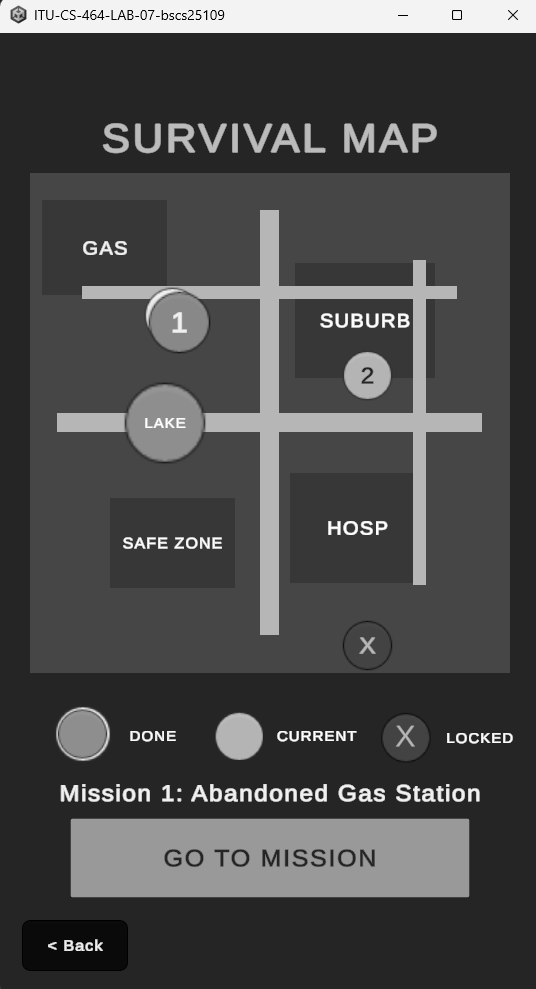 ITU-CS-464-LAB-07-bscs25109
SURVIVAL MAP
GAS
1
SUBURB
2
LAKE
SAFE ZONE
HOSP
X
DONE
CURRENT
X
LOCKED
Mission 1: Abandoned Gas Station
GO TO MISSION
< Back